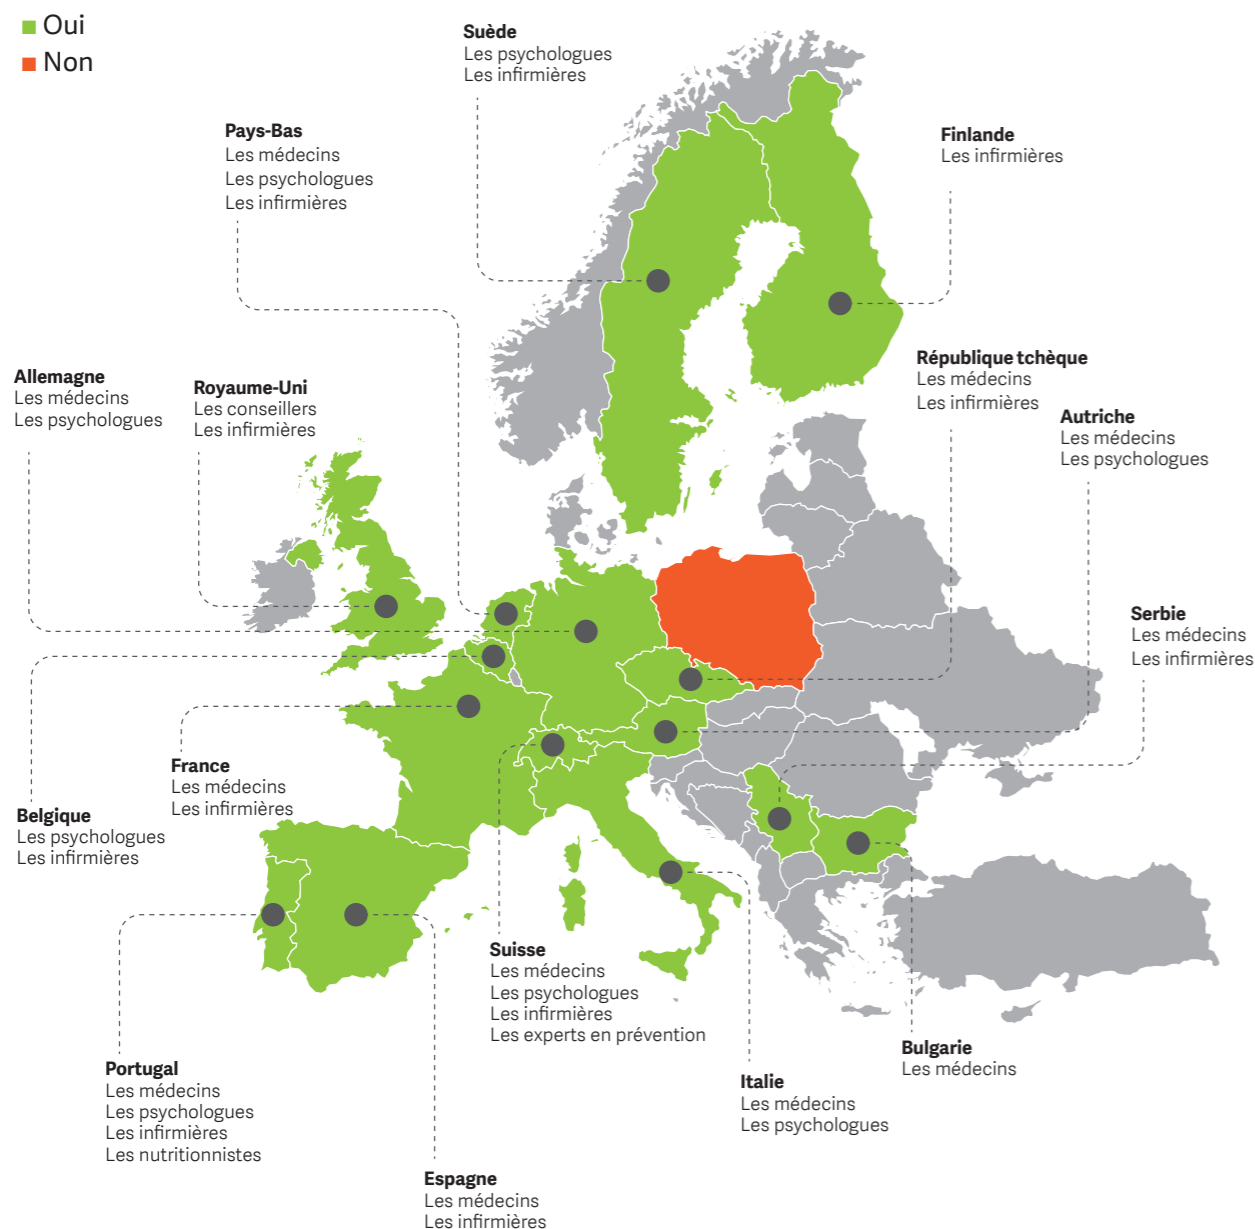 Oui
Non
Suède
Les psychologues
Les infirmières
Pays-Bas
Les médecins
Les psychologues
Les infirmières
Finlande
Les infirmières
Allemagne
Les médecins
Les psychologues
Royaume-Uni
Les conseillers
Les infirmières
République tchèque
Les médecins
Les infirmières
Autriche
Les médecins
Les psychologues
Serbie
Les médecins
Les infirmières
France
Les médecins
Les infirmières
Belgique
Les psychologues
Les infirmières
Suisse
Les médecins
Les psychologues
Les infirmières
Les experts en prévention
Bulgarie
Les médecins
Portugal
Les médecins
Les psychologues
Les infirmières
Les nutritionnistes
Italie
Les médecins
Les psychologues
Espagne
Les médecins
Les infirmières